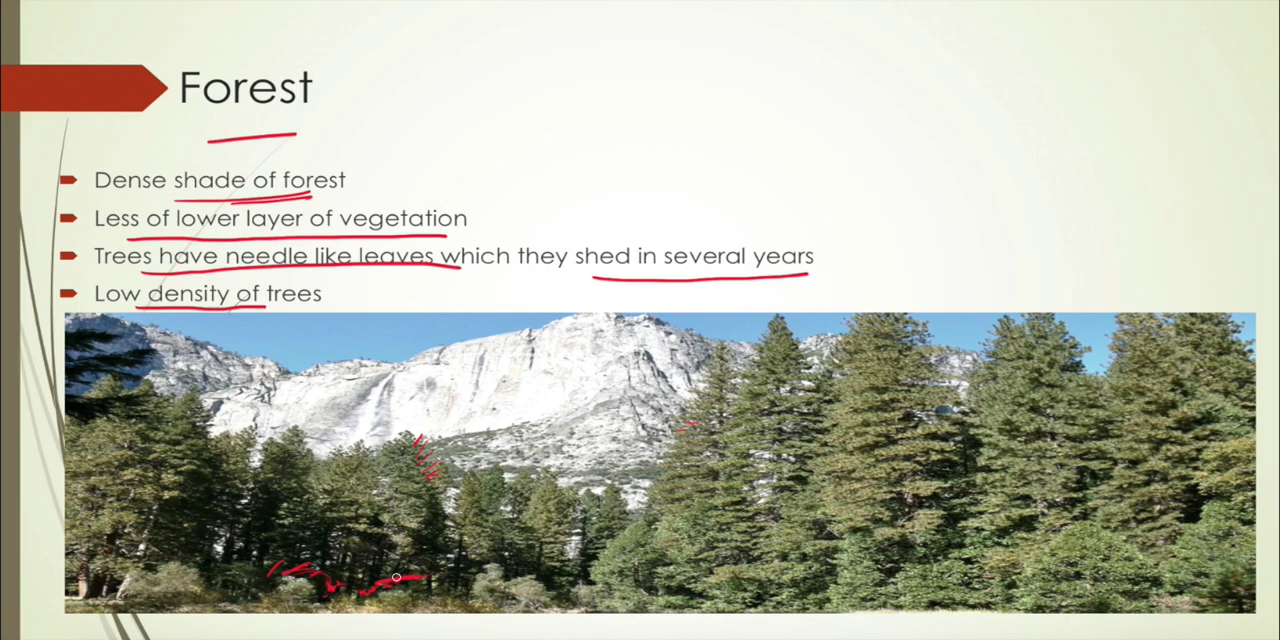 Forest
Dense shade of forest
Less of lower layer of vegetation
Trees have needle like leaves which they shed in several years
Low density of trees